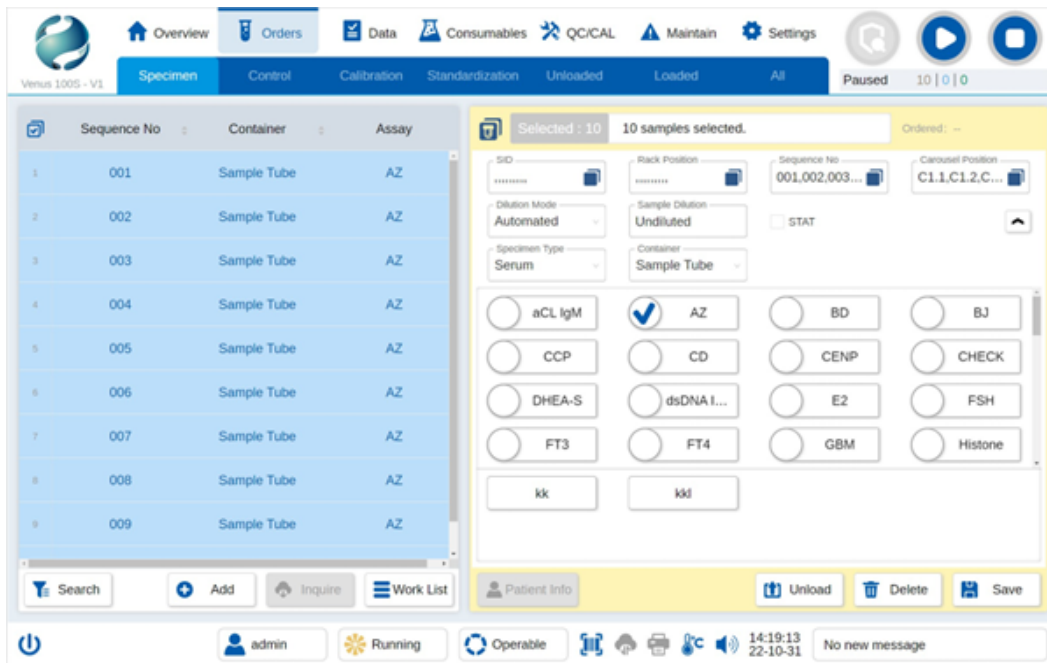 Overview Orders Data Consumables QC/CAL Maintain Settings
Venus 100S - V1 Specimen Control Calibration Standardization Unloaded Loaded All Paused 10 | 0 | 0
Sequence No Container Assay
1 001 Sample Tube AZ
2 002 Sample Tube AZ
3 003 Sample Tube AZ
4 004 Sample Tube AZ
5 005 Sample Tube AZ
6 006 Sample Tube AZ
7 007 Sample Tube AZ
8 008 Sample Tube AZ
9 009 Sample Tube AZ
Search Add Inquire Work List
Selected : 10 10 samples selected. Ordered: --
SID Rack Position Sequence No Carousel Position
,,,,,,,,, ,,,,,,,,, 001,002,003... C1.1,C1.2,C...
Dilution Mode Sample Dilution
Automated Undiluted STAT
Specimen Type Container
Serum Sample Tube
aCL IgM AZ BD BJ
CCP CD CENP CHECK
DHEA-S dsDNA I... E2 FSH
FT3 FT4 GBM Histone
kk kkl
Patient Info Unload Delete Save
admin Running Operable °C 14:19:13
22-10-31 No new message